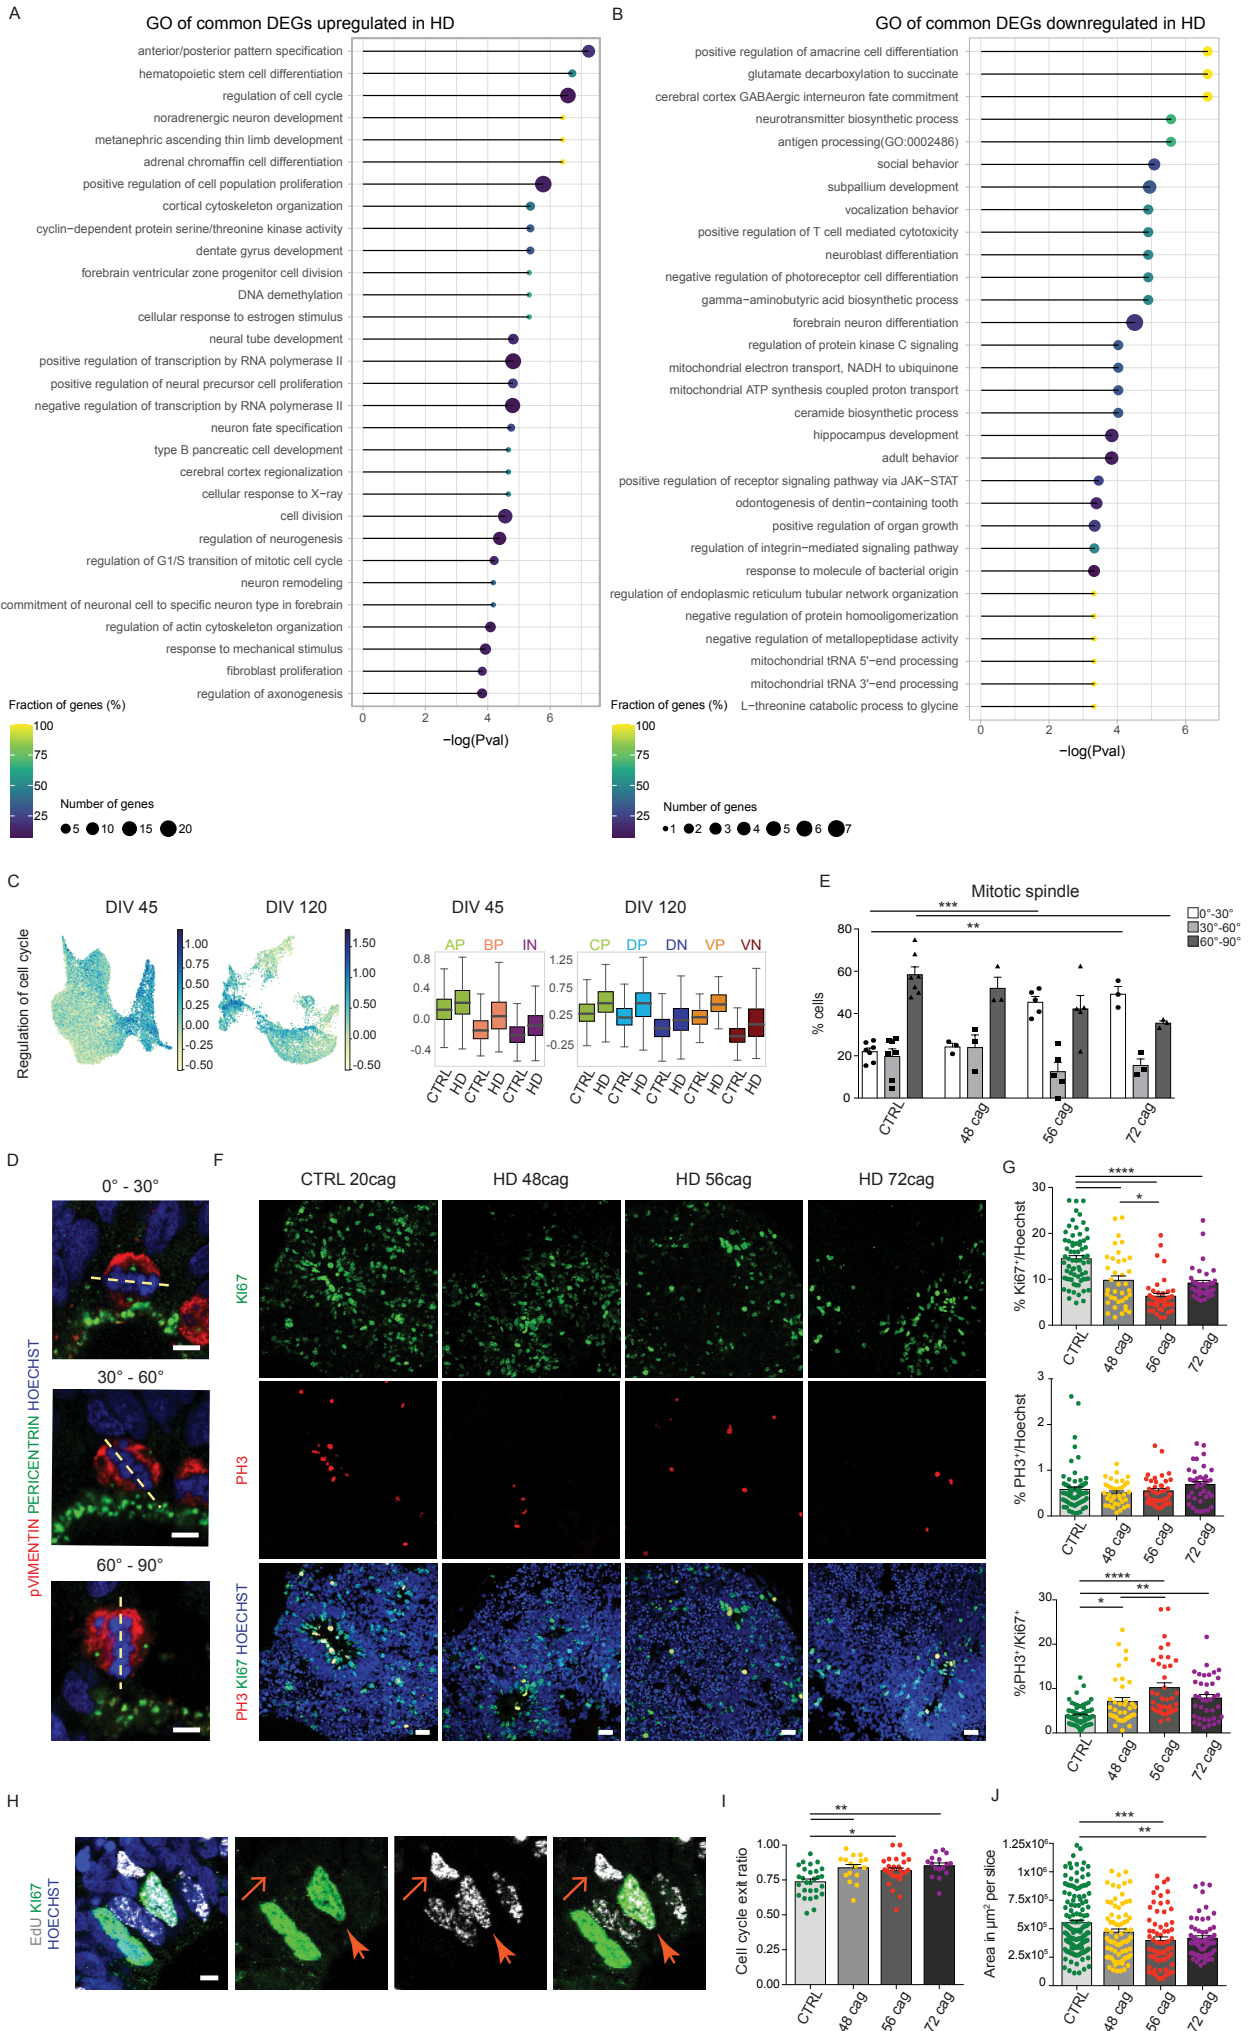 A
GO of common DEGs upregulated in HD
anterior/posterior pattern specification
hematopoietic stem cell differentiation
regulation of cell cycle
noradrenergic neuron development
metanephric ascending thin limb development
adrenal chromaffin cell differentiation
positive regulation of cell population proliferation
cortical cytoskeleton organization
cyclin−dependent protein serine/threonine kinase activity
dentate gyrus development
forebrain ventricular zone progenitor cell division
DNA demethylation
cellular response to estrogen stimulus
neural tube development
positive regulation of transcription by RNA polymerase II
positive regulation of neural precursor cell proliferation
negative regulation of transcription by RNA polymerase II
neuron fate specification
type B pancreatic cell development
cerebral cortex regionalization
cellular response to X−ray
cell division
regulation of neurogenesis
regulation of G1/S transition of mitotic cell cycle
neuron remodeling
commitment of neuronal cell to specific neuron type in forebrain
regulation of actin cytoskeleton organization
response to mechanical stimulus
fibroblast proliferation
regulation of axonogenesis
0 2 4 6
−log(Pval)
Fraction of genes (%)
100
75
50
25
Number of genes
5 10 15 20
B
GO of common DEGs downregulated in HD
positive regulation of amacrine cell differentiation
glutamate decarboxylation to succinate
cerebral cortex GABAergic interneuron fate commitment
neurotransmitter biosynthetic process
antigen processing(GO:0002486)
social behavior
subpallium development
vocalization behavior
positive regulation of T cell mediated cytotoxicity
neuroblast differentiation
negative regulation of photoreceptor cell differentiation
gamma−aminobutyric acid biosynthetic process
forebrain neuron differentiation
regulation of protein kinase C signaling
mitochondrial electron transport, NADH to ubiquinone
mitochondrial ATP synthesis coupled proton transport
ceramide biosynthetic process
hippocampus development
adult behavior
positive regulation of receptor signaling pathway via JAK−STAT
odontogenesis of dentin−containing tooth
positive regulation of organ growth
regulation of integrin−mediated signaling pathway
response to molecule of bacterial origin
regulation of endoplasmic reticulum tubular network organization
negative regulation of protein homooligomerization
negative regulation of metallopeptidase activity
mitochondrial tRNA 5'−end processing
mitochondrial tRNA 3'−end processing
L−threonine catabolic process to glycine
0 2 4 6
−log(Pval)
Fraction of genes (%)
100
75
50
25
Number of genes
1 2 3 4 5 6 7
C
Regulation of cell cycle
DIV 45
1.00
0.75
0.50
0.25
0.00
-0.25
-0.50
DIV 120
1.50
1.00
0.50
0.00
-0.50
DIV 45
AP BP IN
0.8
0.4
0.0
-0.4
CTRL HD CTRL HD CTRL HD
DIV 120
CP DP DN VP VN
1.25
0.75
0.25
-0.25
CTRL HD CTRL HD CTRL HD CTRL HD CTRL HD
E
Mitotic spindle
***
**
0°-30°
30°-60°
60°-90°
% cells
80
60
40
20
0
CTRL 48 cag 56 cag 72 cag
D
pVIMENTIN PERICENTRIN HOECHST
0° - 30°
30° - 60°
60° - 90°
F
CTRL 20cag HD 48cag HD 56cag HD 72cag
KI67
PH3
PH3 KI67 HOECHST
G
****
*
% Ki67⁺/Hoechst
30
20
10
0
CTRL 48 cag 56 cag 72 cag
% PH3⁺/Hoechst
3
2
1
0
CTRL 48 cag 56 cag 72 cag
****
**
*
%PH3⁺/Ki67⁺
30
20
10
0
CTRL 48 cag 56 cag 72 cag
H
EdU KI67
HOECHST
I
**
*
Cell cycle exit ratio
1.00
0.75
0.50
0.25
0.00
CTRL 48 cag 56 cag 72 cag
J
***
**
Area in µm² per slice
1.25x10⁶
1x10⁶
7.5x10⁵
5x10⁵
2.5x10⁵
0
CTRL 48 cag 56 cag 72 cag